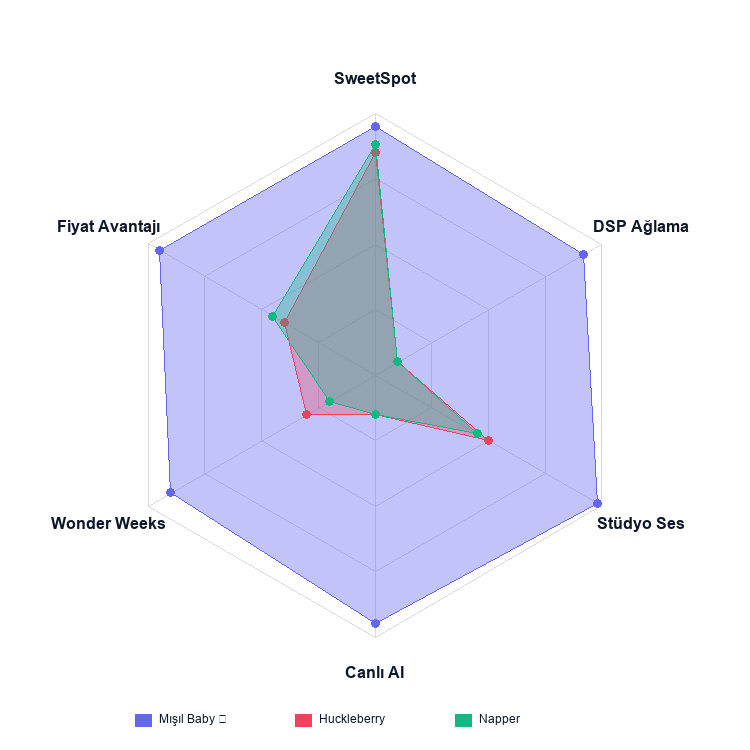 SweetSpot
Fiyat Avantajı
DSP Ağlama
Wonder Weeks
Stüdyo Ses
Canlı AI
Mışıl Baby
Huckleberry
Napper